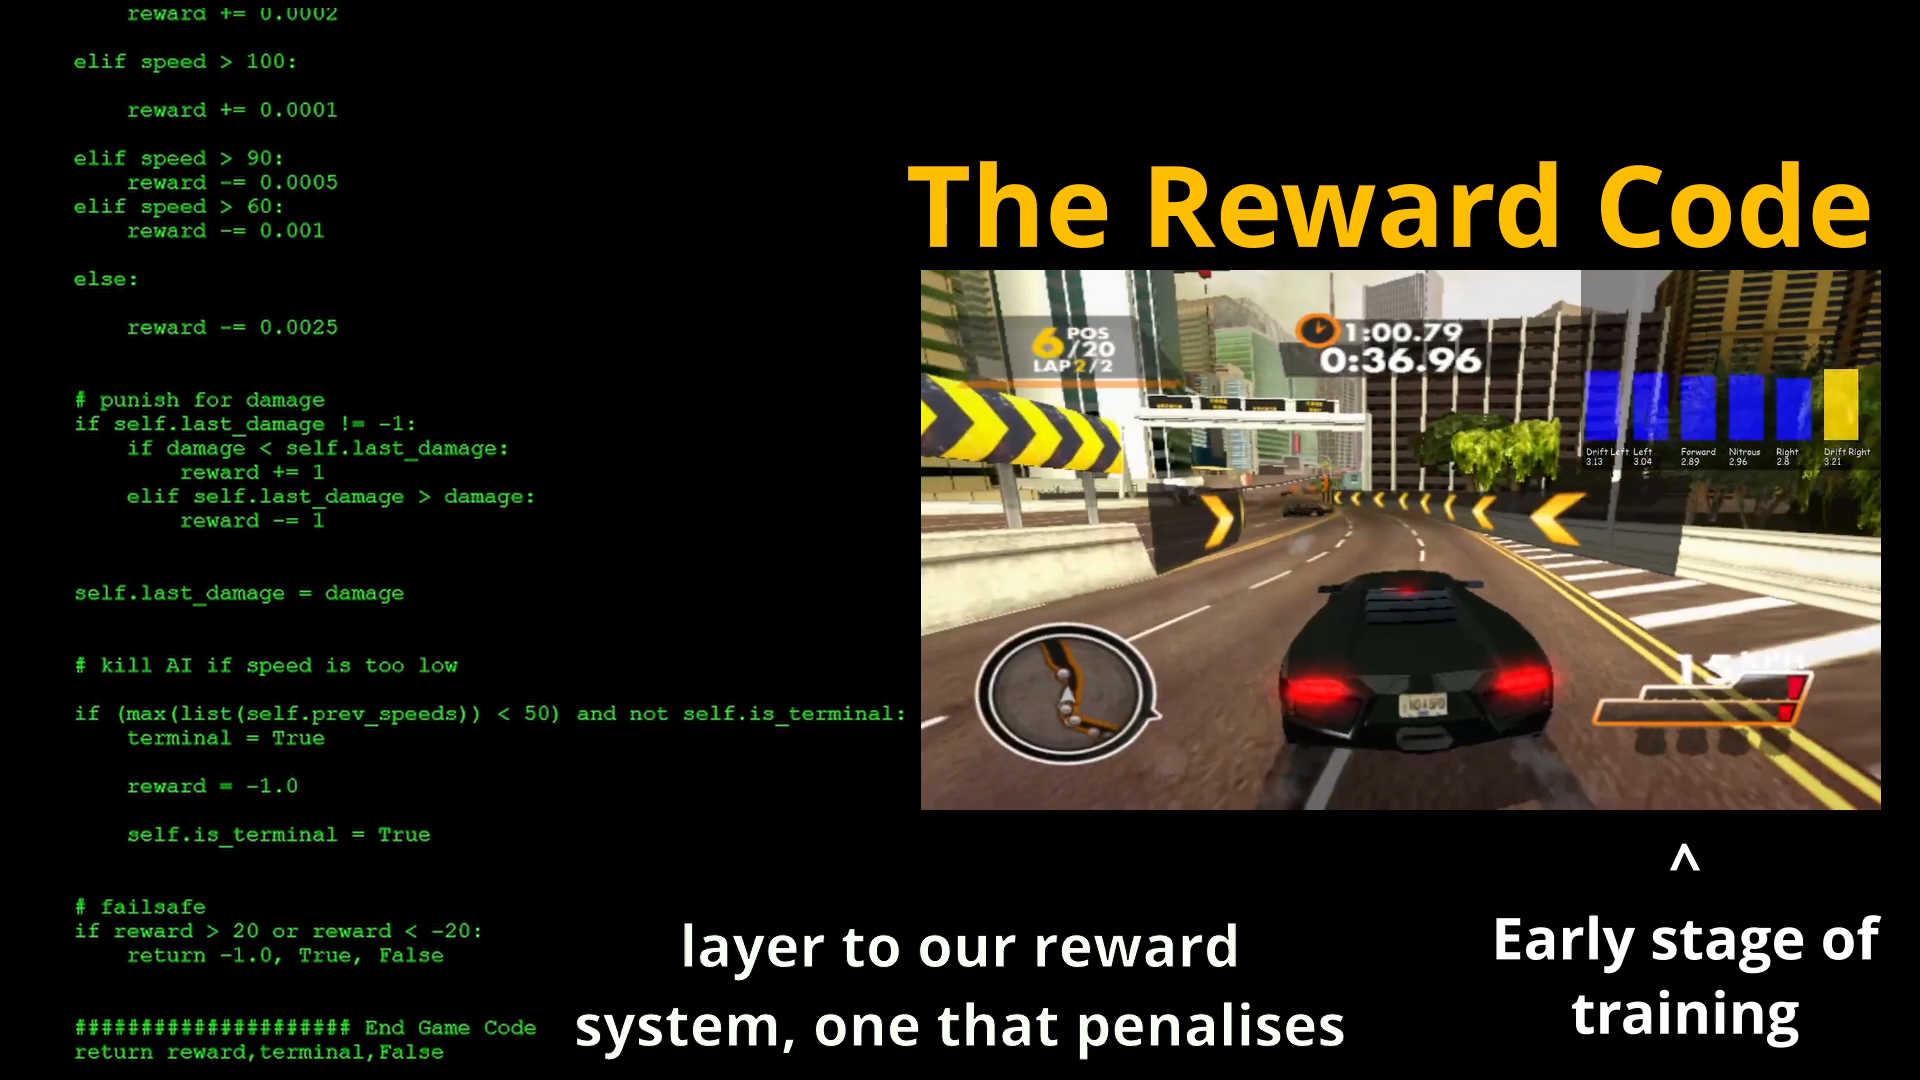 reward += 0.0002
elif speed > 100:
reward += 0.0001
elif speed > 90:
reward -= 0.0005
elif speed > 60:
reward -= 0.001
else:
reward -= 0.0025
# punish for damage
if self.last_damage != -1:
if damage < self.last_damage:
reward += 1
elif self.last_damage > damage:
reward -= 1
self.last_damage = damage
# kill AI if speed is too low
if (max(list(self.prev_speeds)) < 50) and not self.is_terminal:
terminal = True
reward = -1.0
self.is_terminal = True
# failsafe
if reward > 20 or reward < -20:
return -1.0, True, False
##################### End Game Code
return reward,terminal,False
The Reward Code
6 POS
/20
LAP 2/2
1:00.79
0:36.96
Drift Left Left Forward Nitrous Right Drift Right
3.13 3.04 2.89 2.96 2.8 3.21
^
Early stage of
training
layer to our reward
system, one that penalises